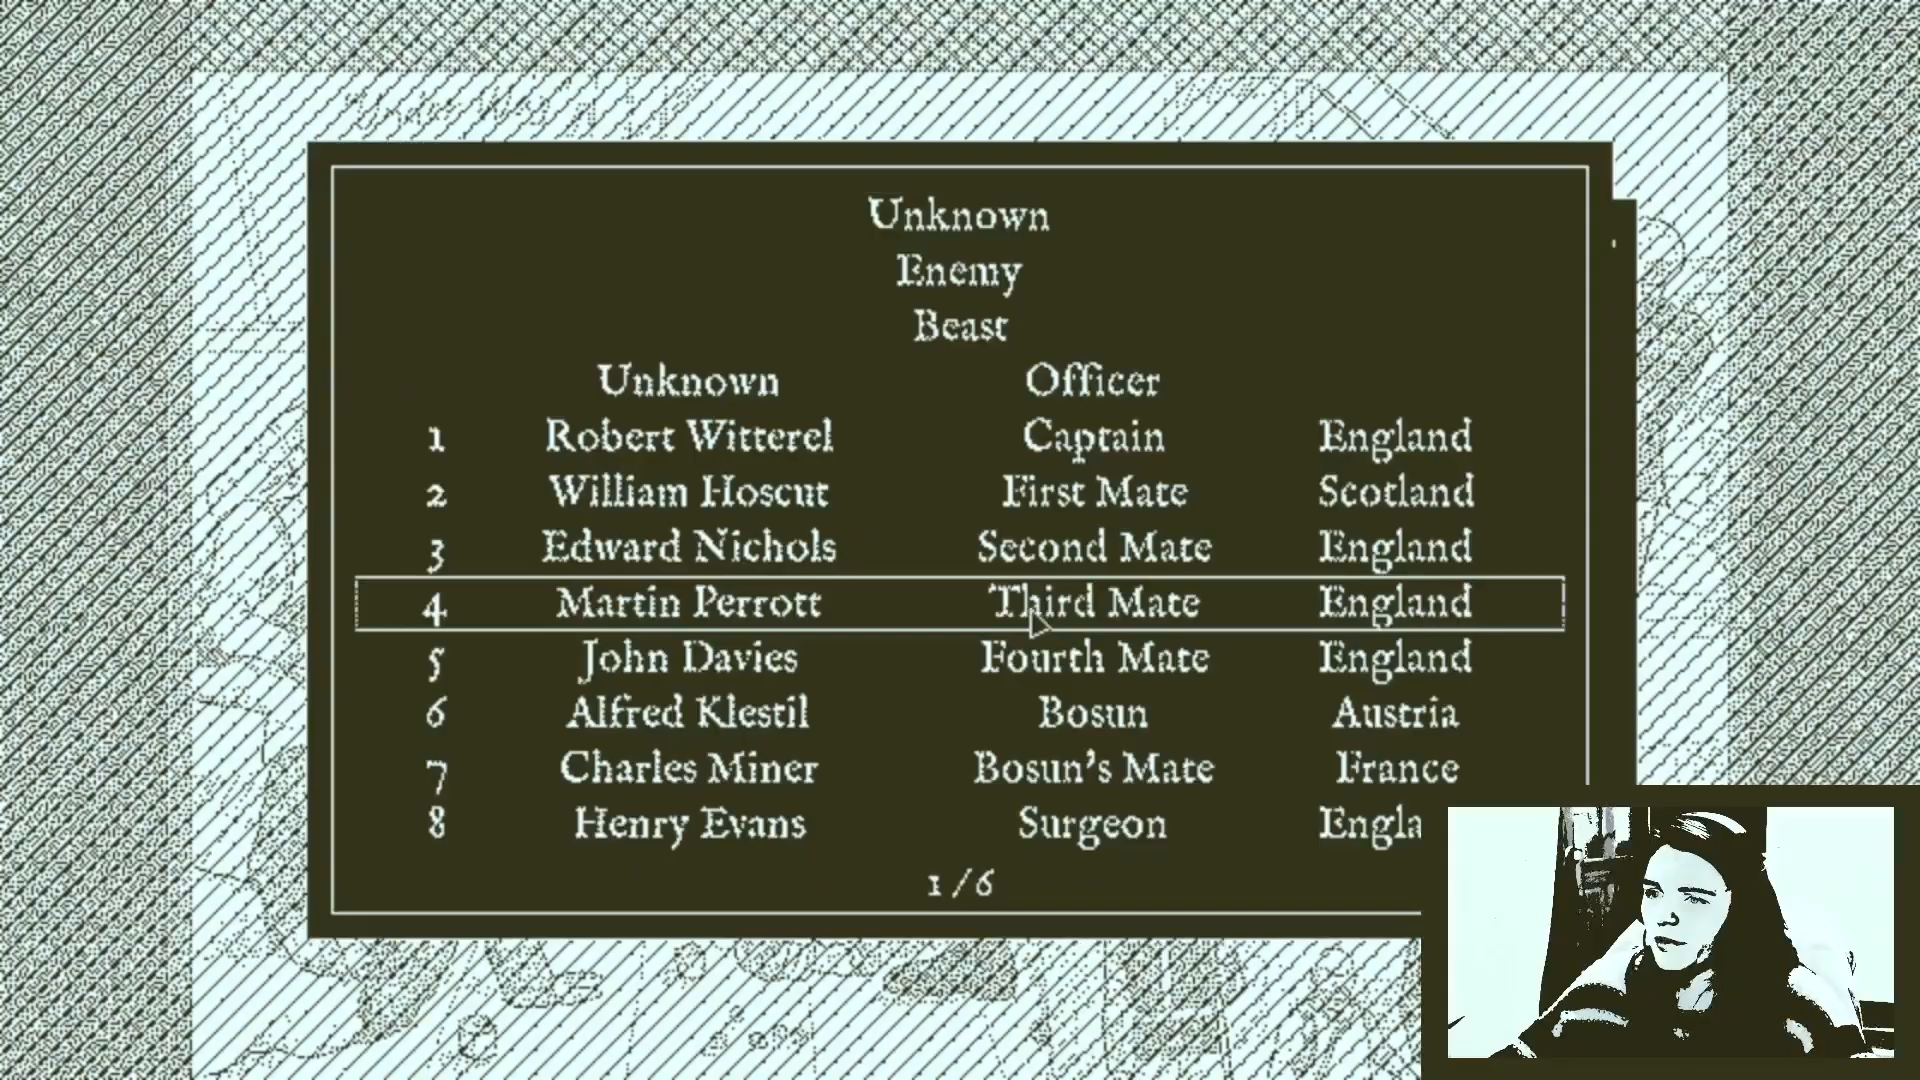 Unknown
Enemy
Beast
Unknown Officer
1 Robert Witterel Captain England
2 William Hoscut First Mate Scotland
3 Edward Nichols Second Mate England
4 Martin Perrott Third Mate England
5 John Davies Fourth Mate England
6 Alfred Klestil Bosun Austria
7 Charles Miner Bosun's Mate France
8 Henry Evans Surgeon Engla
1/6